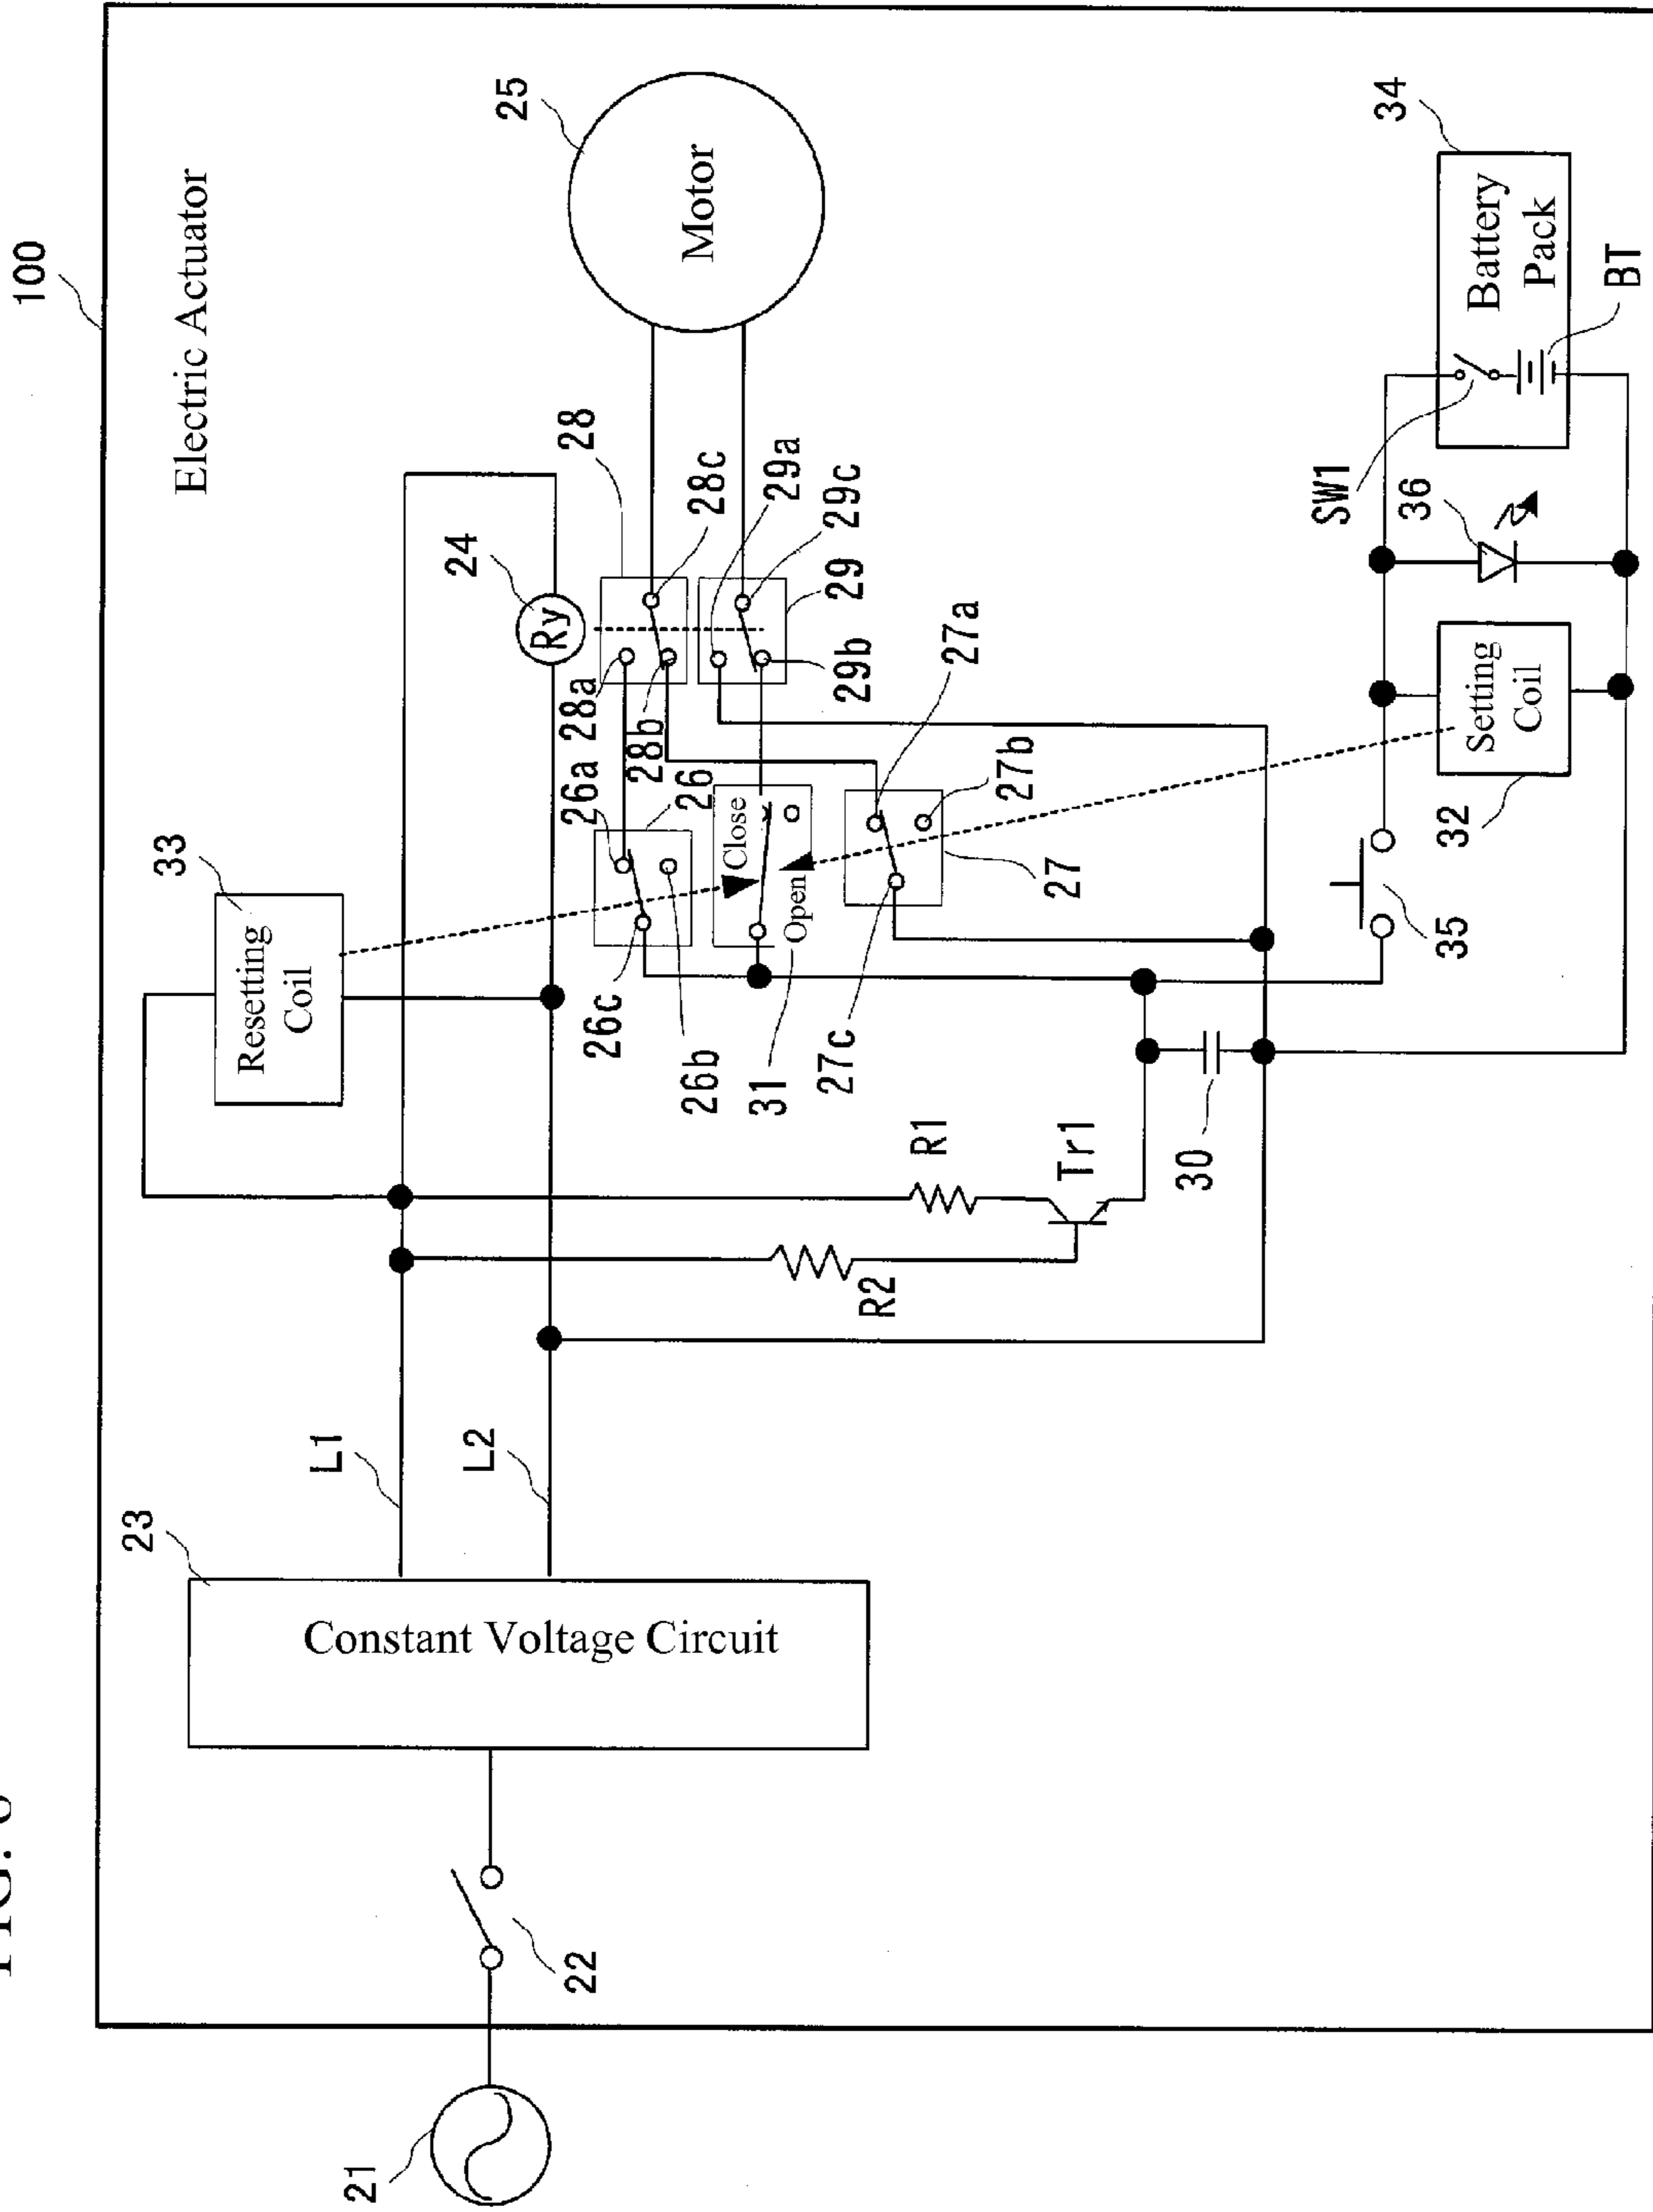 100
Electric Actuator
21
22
23
Constant Voltage Circuit
L1
L2
33
Resetting
Coil
24
Ry
25
Motor
28
28a
28b
28c
29a
29c
29
29b
26a
26
26c
26b
Close
Open
31
27a
27b
27
27c
R1
R2
Tr1
30
35
32
Setting
Coil
36
SW1
34
Battery
Pack
BT